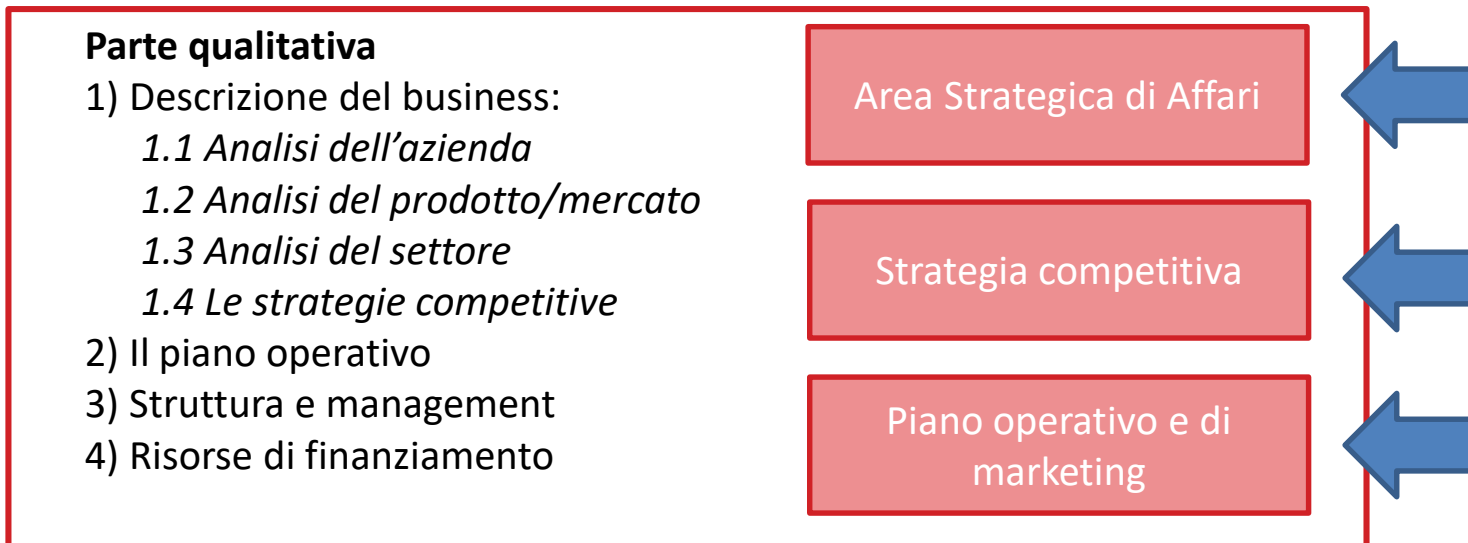 Parte qualitativa
1) Descrizione del business:
1.1 Analisi dell’azienda
1.2 Analisi del prodotto/mercato
1.3 Analisi del settore
1.4 Le strategie competitive
2) Il piano operativo
3) Struttura e management
4) Risorse di finanziamento
Area Strategica di Affari
Strategia competitiva
Piano operativo e di
marketing